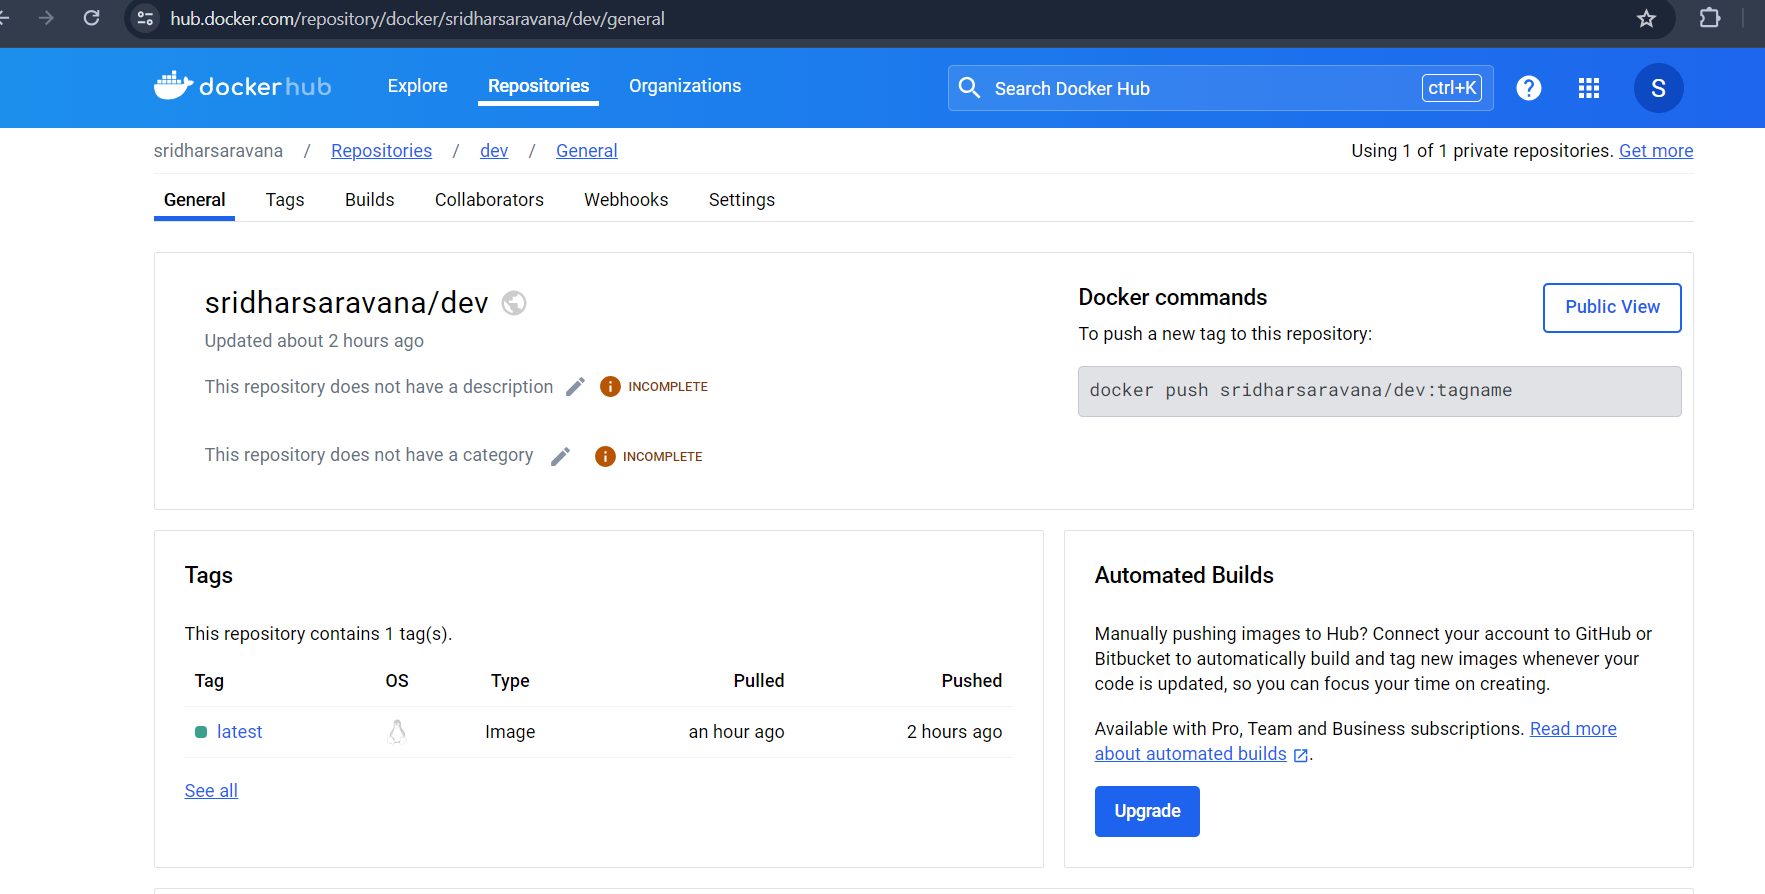 hub.docker.com/repository/docker/sridharsaravana/dev/general
dockerhub Explore Repositories Organizations Search Docker Hub ctrl+K ? S
sridharsaravana / Repositories / dev / General Using 1 of 1 private repositories. Get more
General Tags Builds Collaborators Webhooks Settings
sridharsaravana/dev
Updated about 2 hours ago
This repository does not have a description INCOMPLETE
This repository does not have a category INCOMPLETE
Docker commands
Public View
To push a new tag to this repository:
docker push sridharsaravana/dev:tagname
Tags
This repository contains 1 tag(s).
Tag OS Type Pulled Pushed
latest Image an hour ago 2 hours ago
See all
Automated Builds
Manually pushing images to Hub? Connect your account to GitHub or
Bitbucket to automatically build and tag new images whenever your
code is updated, so you can focus your time on creating.
Available with Pro, Team and Business subscriptions. Read more
about automated builds .
Upgrade